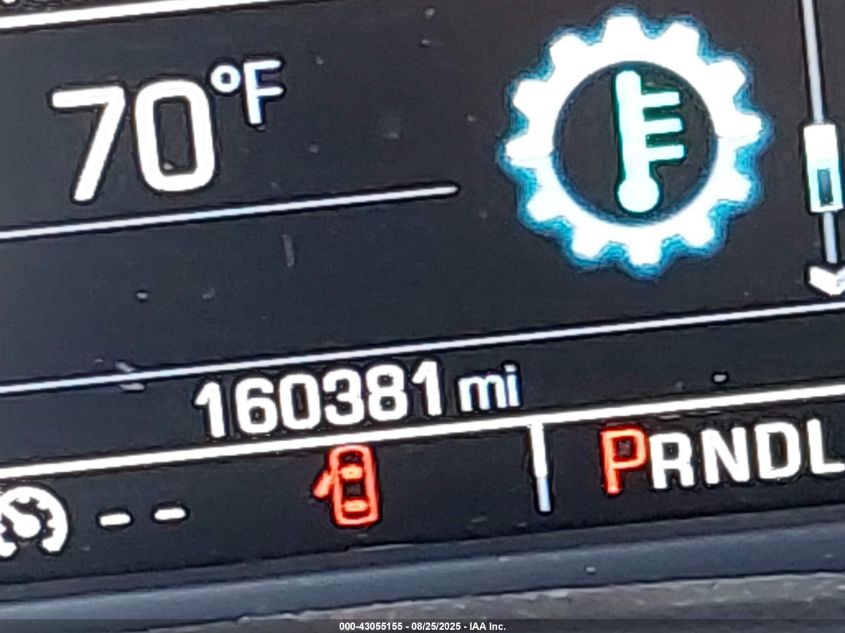 70°F
160381 mi
-- PRNDL
000-43055155 - 08/25/2025 - IAA Inc.